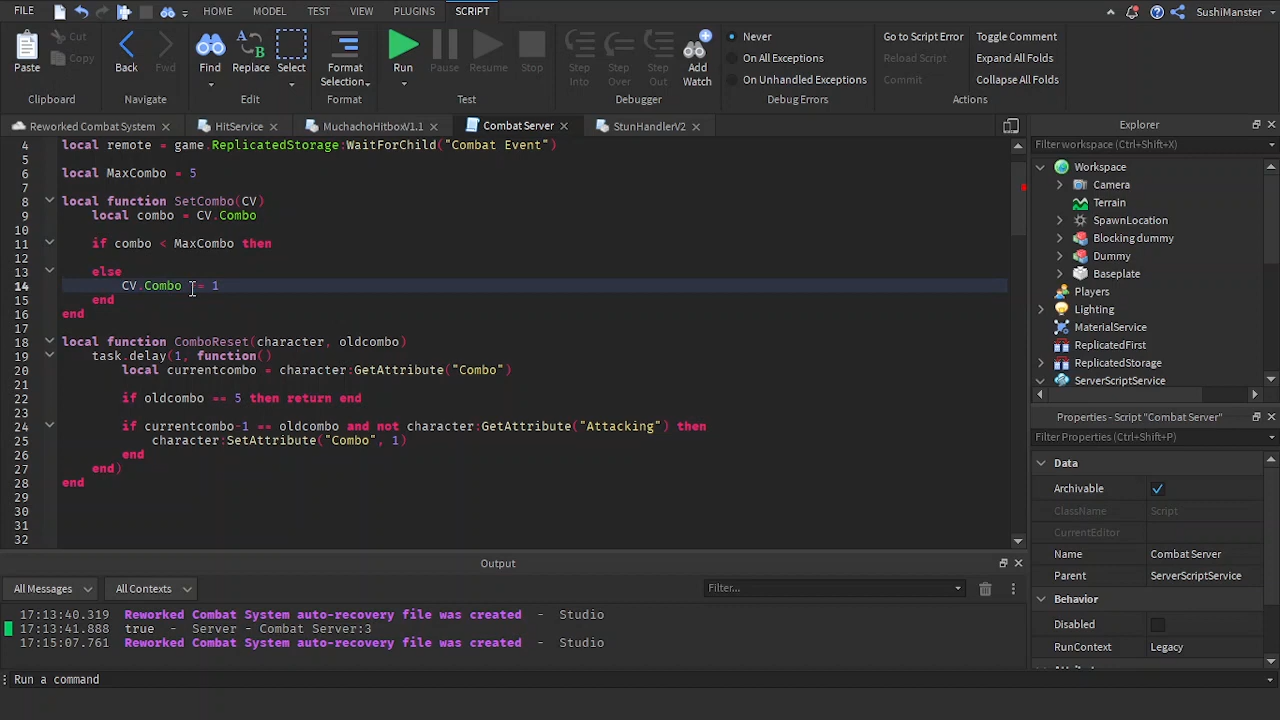 FILE HOME MODEL TEST VIEW PLUGINS SCRIPT SushiManster
Paste Cut Copy Back Fwd Find Replace Select Format Selection... Run Pause Resume Stop Step Into Step Over Step Out Add Watch Never On All Exceptions On Unhandled Exceptions Go to Script Error Reload Script Commit Toggle Comment Expand All Folds Collapse All Folds
Clipboard Navigate Edit Format Test Debugger Debug Errors Actions
Reworked Combat System × HitService × MuchachoHitboxV1.1 × Combat Server × StunHandlerV2 ×
4 local remote = game.ReplicatedStorage:WaitForChild("Combat Event")
5
6 local MaxCombo = 5
7
8 local function SetCombo(CV)
9 local combo = CV.Combo
10
11 if combo < MaxCombo then
12
13 else
14 CV.Combo = 1
15 end
16 end
17
18 local function ComboReset(character, oldcombo)
19 task.delay(1, function()
20 local currentcombo = character:GetAttribute("Combo")
21
22 if oldcombo == 5 then return end
23
24 if currentcombo-1 == oldcombo and not character:GetAttribute("Attacking") then
25 character:SetAttribute("Combo", 1)
26 end
27 end)
28 end
29
30
31
32
Explorer
Filter workspace (Ctrl+Shift+X)
Workspace
Camera
Terrain
SpawnLocation
Blocking dummy
Dummy
Baseplate
Players
Lighting
MaterialService
ReplicatedFirst
ReplicatedStorage
ServerScriptService
Properties - Script "Combat Server"
Filter Properties (Ctrl+Shift+P)
Data
Archivable
ClassName Script
CurrentEditor
Name Combat Server
Parent ServerScriptService
Behavior
Disabled
RunContext Legacy
Output
All Messages All Contexts Filter...
17:13:40.319 Reworked Combat System auto-recovery file was created - Studio
17:13:41.888 true - Server - Combat Server:3
17:15:07.761 Reworked Combat System auto-recovery file was created - Studio
Run a command